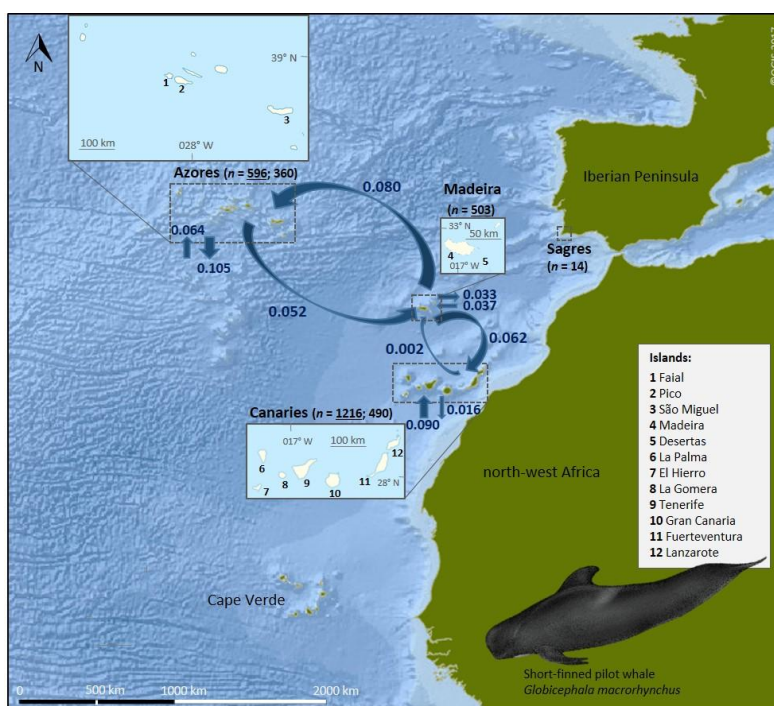 N
39° N
1
2
3
100 km
028° W
Azores (n = 596; 360)
0.080
Madeira
(n = 503)
33° N
50 km
4
5
017° W
Iberian Peninsula
Sagres
(n = 14)
0.064
0.105
0.052
0.033
0.037
0.062
0.002
0.016
0.090
Canaries (n = 1216; 490)
017° W
100 km
12
6
7
8
9
10
11
28° N
north-west Africa
Islands:
1 Faial
2 Pico
3 São Miguel
4 Madeira
5 Desertas
6 La Palma
7 El Hierro
8 La Gomera
9 Tenerife
10 Gran Canaria
11 Fuerteventura
12 Lanzarote
Cape Verde
Short-finned pilot whale
Globicephala macrorhynchus
0
500 km
1000 km
2000 km